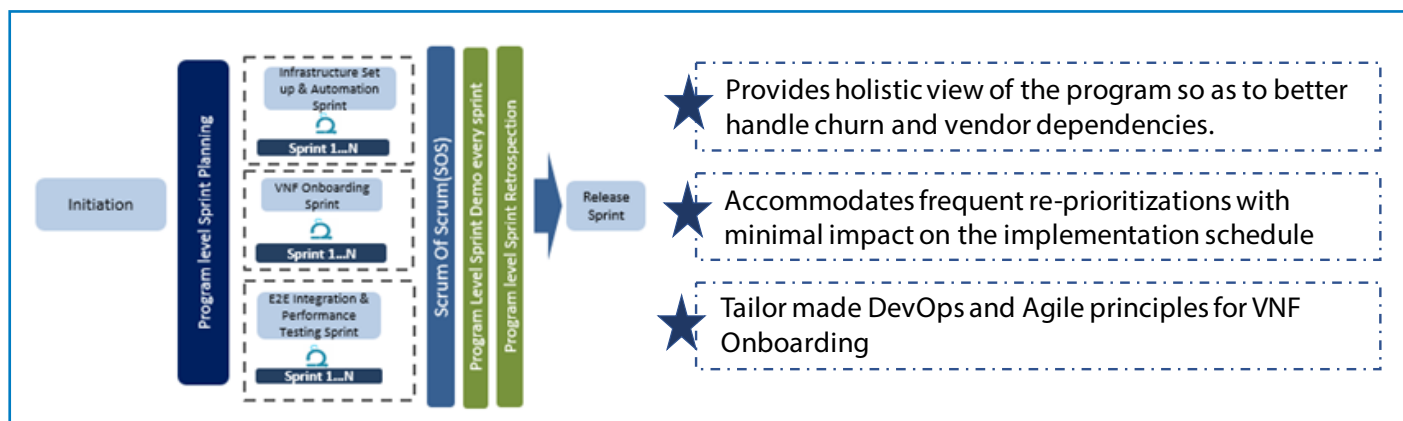 Initiation
Program level Sprint Planning
Infrastructure Set
up & Automation
Sprint
Sprint 1...N
VNF Onboarding
Sprint
Sprint 1...N
E2E Integration &
Performance
Testing Sprint
Sprint 1...N
Scrum Of Scrum(SOS)
Program Level Sprint Demo every sprint
Program level Sprint Retrospection
Release
Sprint
Provides holistic view of the program so as to better
handle churn and vendor dependencies.
Accommodates frequent re-prioritizations with
minimal impact on the implementation schedule
Tailor made DevOps and Agile principles for VNF
Onboarding